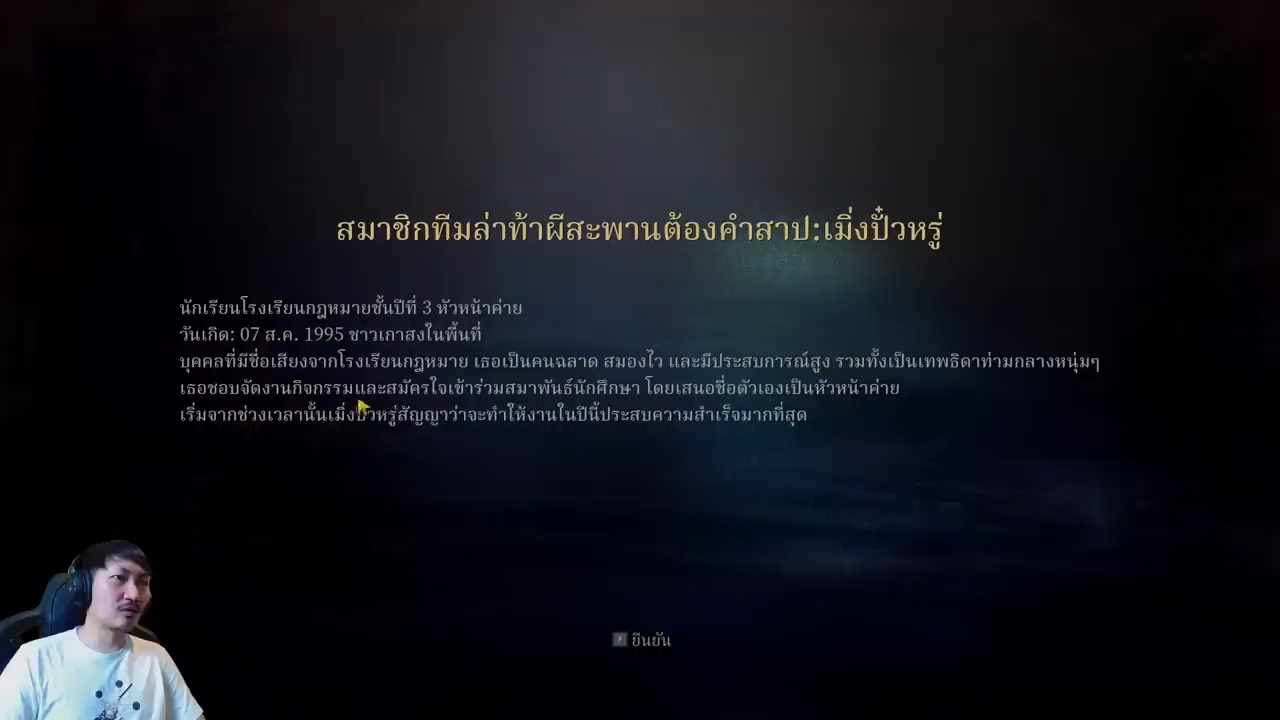 สมาชิกทีมล่าท้าผีสะพานต้องคำสาป:เมิ่งปั๋วหรู่
นักเรียนโรงเรียนกฎหมายชั้นปีที่ 3 หัวหน้าค่าย
วันเกิด: 07 ส.ค. 1995 ชาวเกาสงในพื้นที่
บุคคลที่มีชื่อเสียงจากโรงเรียนกฎหมาย เธอเป็นคนฉลาด สมองไว และมีประสบการณ์สูง รวมทั้งเป็นเทพธิดาท่ามกลางหนุ่มๆ
เธอชอบจัดงานกิจกรรมและสมัครใจเข้าร่วมสมาพันธ์นักศึกษา โดยเสนอชื่อตัวเองเป็นหัวหน้าค่าย
เริ่มจากช่วงเวลานั้นเมิ่งปั๋วหรู่สัญญาว่าจะทำให้งานในปีนี้ประสบความสำเร็จมากที่สุด
F ยืนยัน